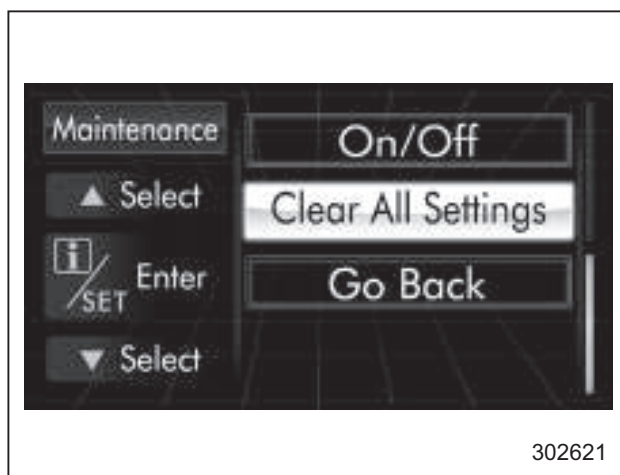 Maintenance
▲ Select
i/SET Enter
▼ Select
On/Off
Clear All Settings
Go Back
302621